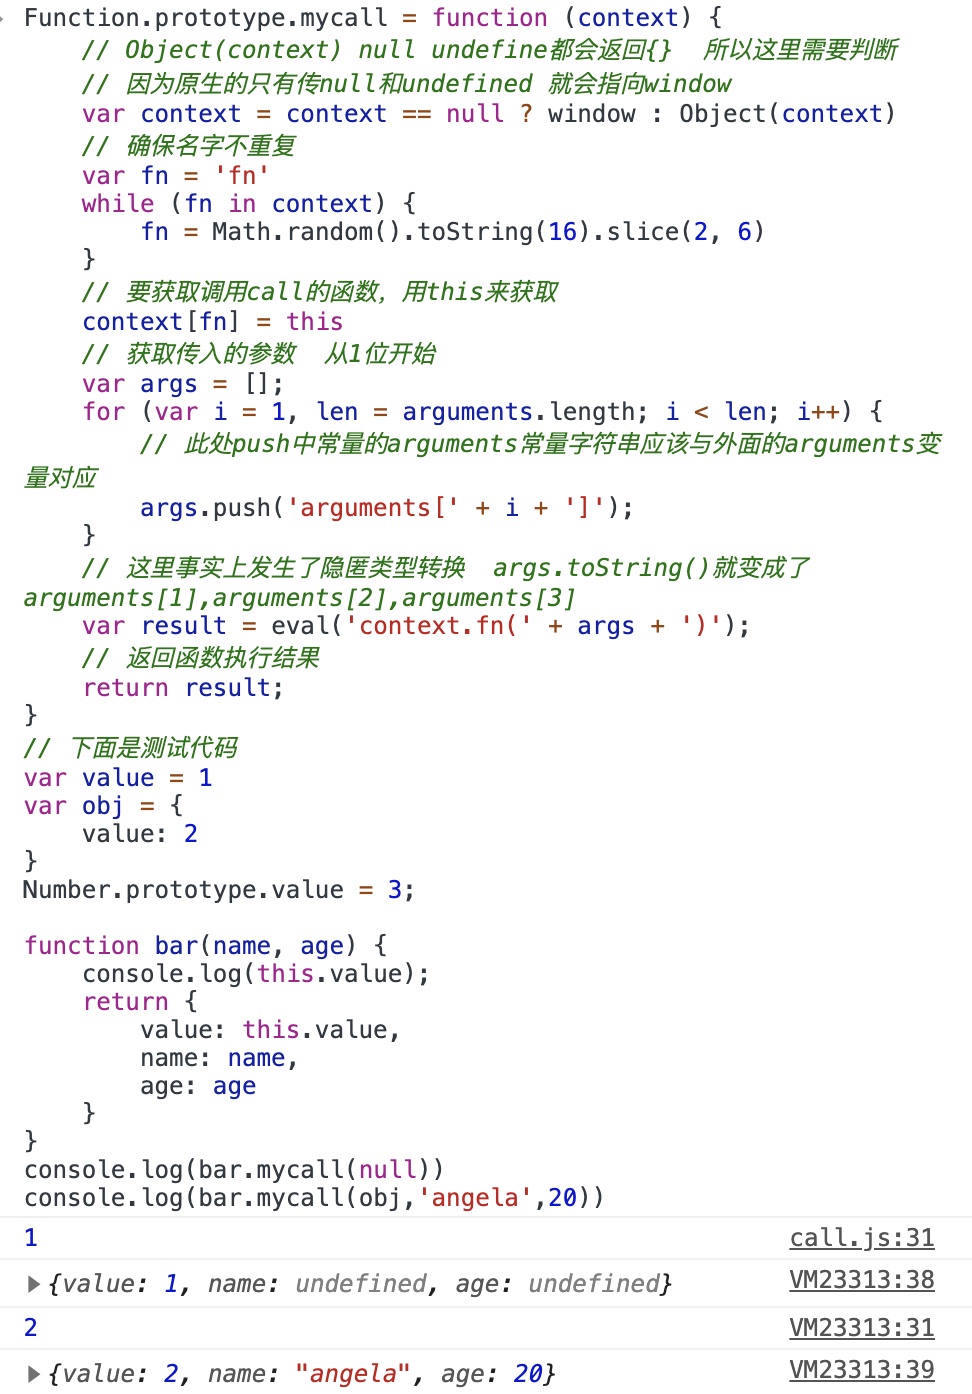 Function.prototype.mycall = function (context) {
    // Object(context) null undefine都会返回{}  所以这里需要判断
    // 因为原生的只有传null和undefined 就会指向window
    var context = context == null ? window : Object(context)
    // 确保名字不重复
    var fn = 'fn'
    while (fn in context) {
        fn = Math.random().toString(16).slice(2, 6)
    }
    // 要获取调用call的函数，用this来获取
    context[fn] = this
    // 获取传入的参数  从1位开始
    var args = [];
    for (var i = 1, len = arguments.length; i < len; i++) {
        // 此处push中常量的arguments常量字符串应该与外面的arguments变
量对应
        args.push('arguments[' + i + ']');
    }
    // 这里事实上发生了隐匿类型转换  args.toString()就变成了
arguments[1],arguments[2],arguments[3]
    var result = eval('context.fn(' + args + ')');
    // 返回函数执行结果
    return result;
}
// 下面是测试代码
var value = 1
var obj = {
    value: 2
}
Number.prototype.value = 3;

function bar(name, age) {
    console.log(this.value);
    return {
        value: this.value,
        name: name,
        age: age
    }
}
console.log(bar.mycall(null))
console.log(bar.mycall(obj,'angela',20))
1 call.js:31
{value: 1, name: undefined, age: undefined} VM23313:38
2 VM23313:31
{value: 2, name: "angela", age: 20} VM23313:39